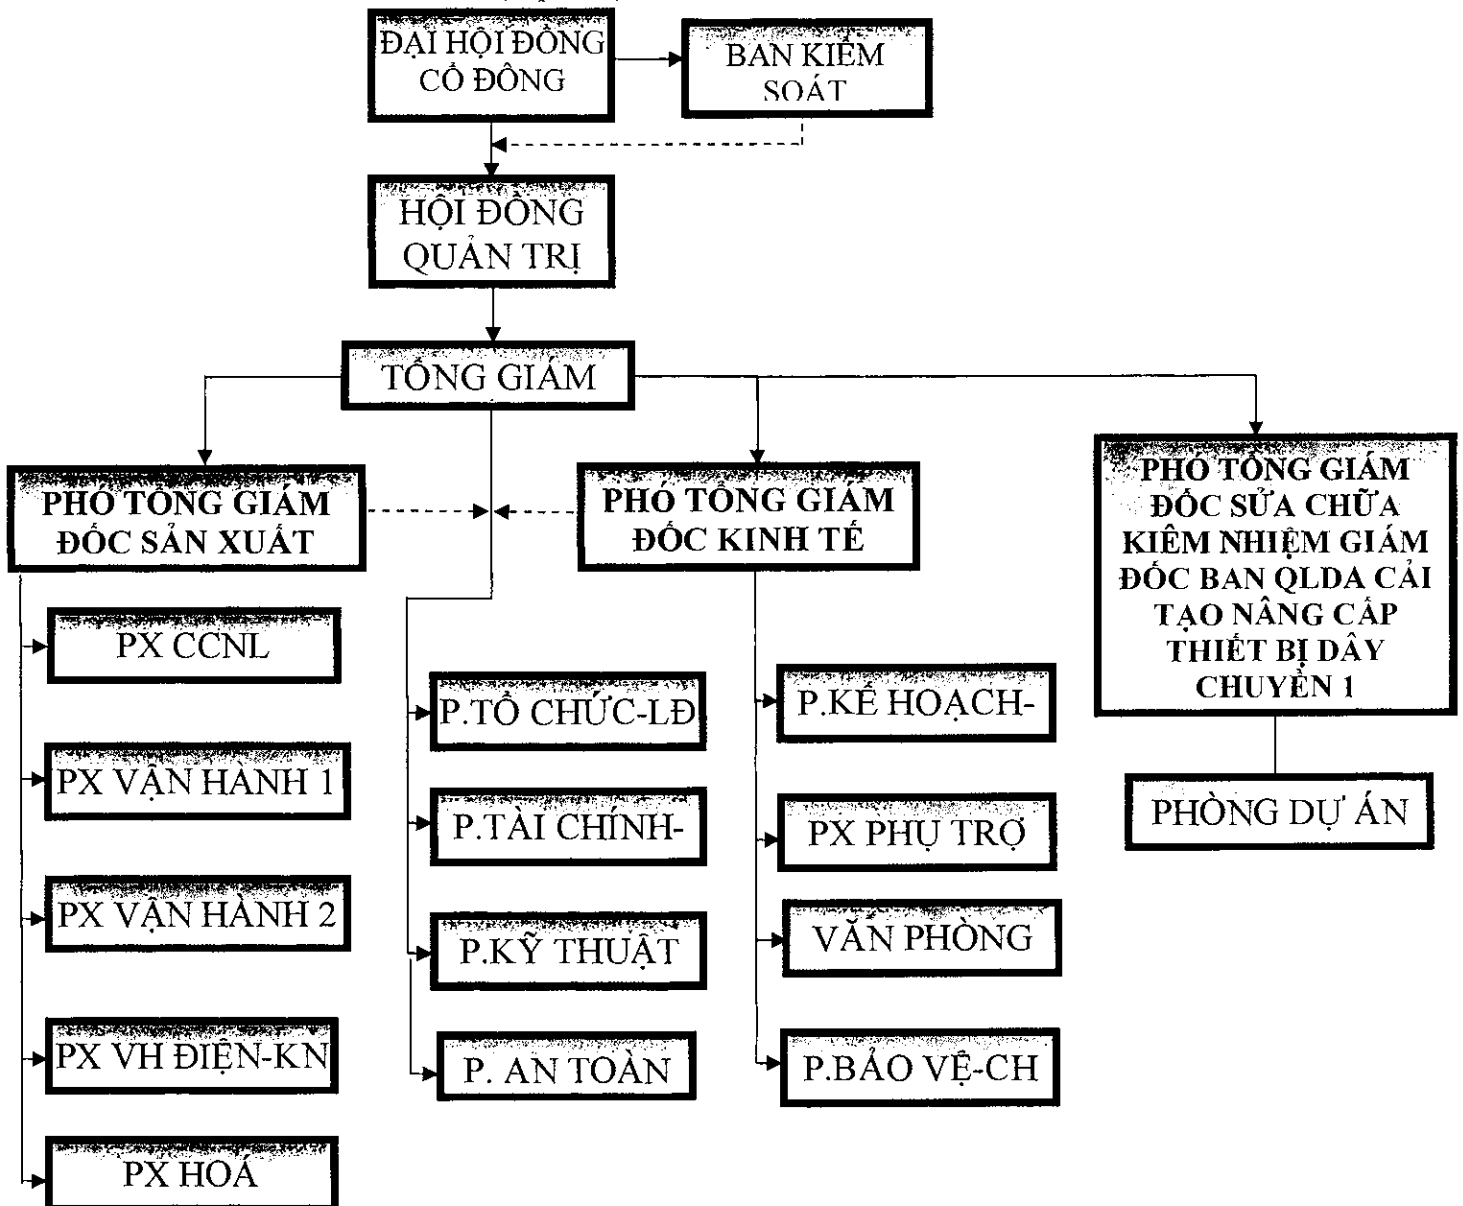 ĐẠI HỘI ĐỒNG
CỔ ĐÔNG
BAN KIỂM
SOÁT
HỘI ĐỒNG
QUẢN TRỊ
TỔNG GIÁM
PHÓ TỔNG GIÁM
ĐỐC SẢN XUẤT
PHÓ TỔNG GIÁM
ĐỐC KINH TẾ
PHÓ TỔNG GIÁM
ĐỐC SỬA CHỮA
KIÊM NHIỆM GIÁM
ĐỐC BAN QLDA CẢI
TẠO NÂNG CẤP
THIẾT BỊ DÂY
CHUYỀN 1
PX CCNL
PX VẬN HÀNH 1
PX VẬN HÀNH 2
PX VH ĐIỆN-KN
PX HOÁ
P.TỔ CHỨC-LĐ
P.TÀI CHÍNH-
P.KỸ THUẬT
P. AN TOÀN
P.KẾ HOẠCH-
PX PHỤ TRỢ
VĂN PHÒNG
P.BẢO VỆ-CH
PHÒNG DỰ ÁN